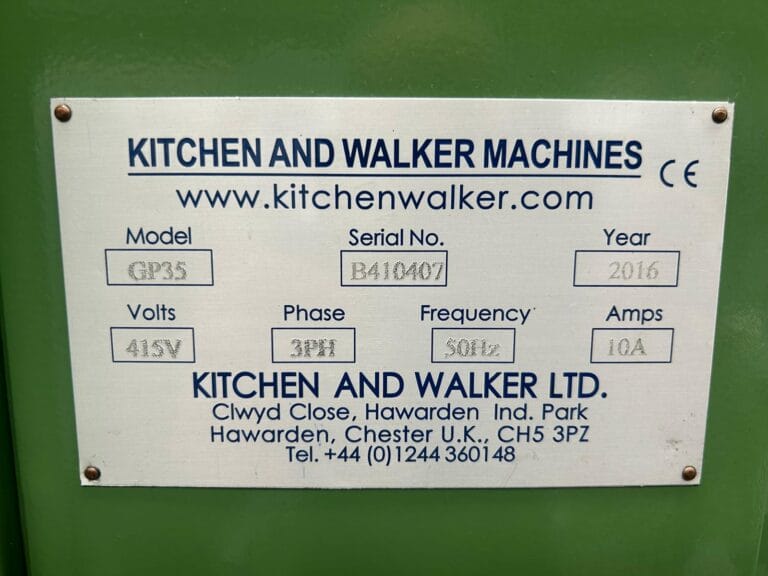 KITCHEN AND WALKER MACHINES
CE
www.kitchenwalker.com
Model Serial No. Year
GP35 B410407 2016
Volts Phase Frequency Amps
415V 3PH 50Hz 10A
KITCHEN AND WALKER LTD.
Clwyd Close, Hawarden Ind. Park
Hawarden, Chester U.K., CH5 3PZ
Tel. +44 (0)1244 360148